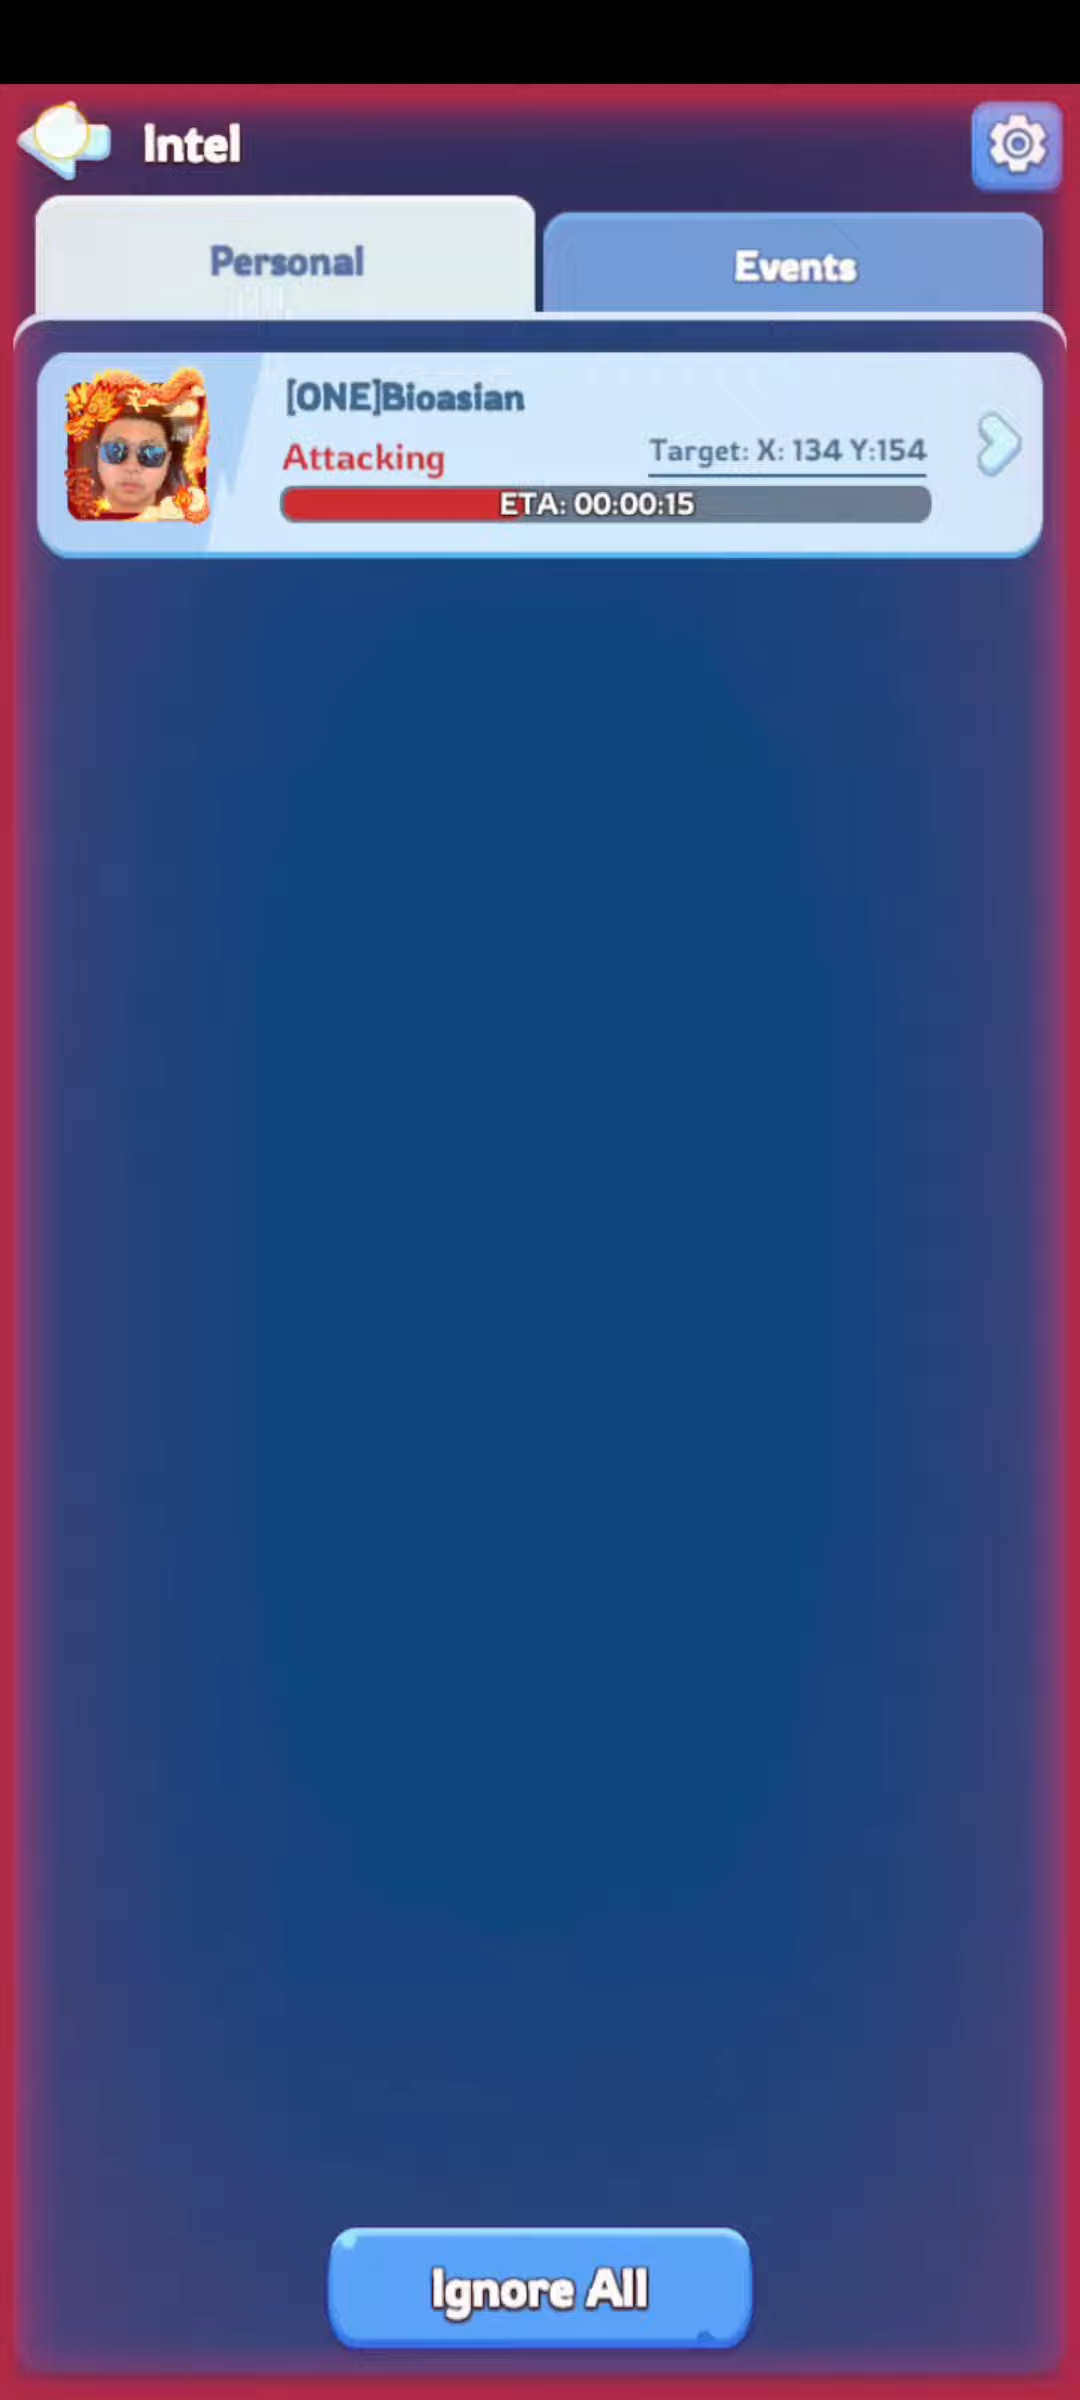 Intel
Personal
Events
[ONE]Bioasian
Attacking
Target: X: 134 Y:154
ETA: 00:00:15
Ignore All